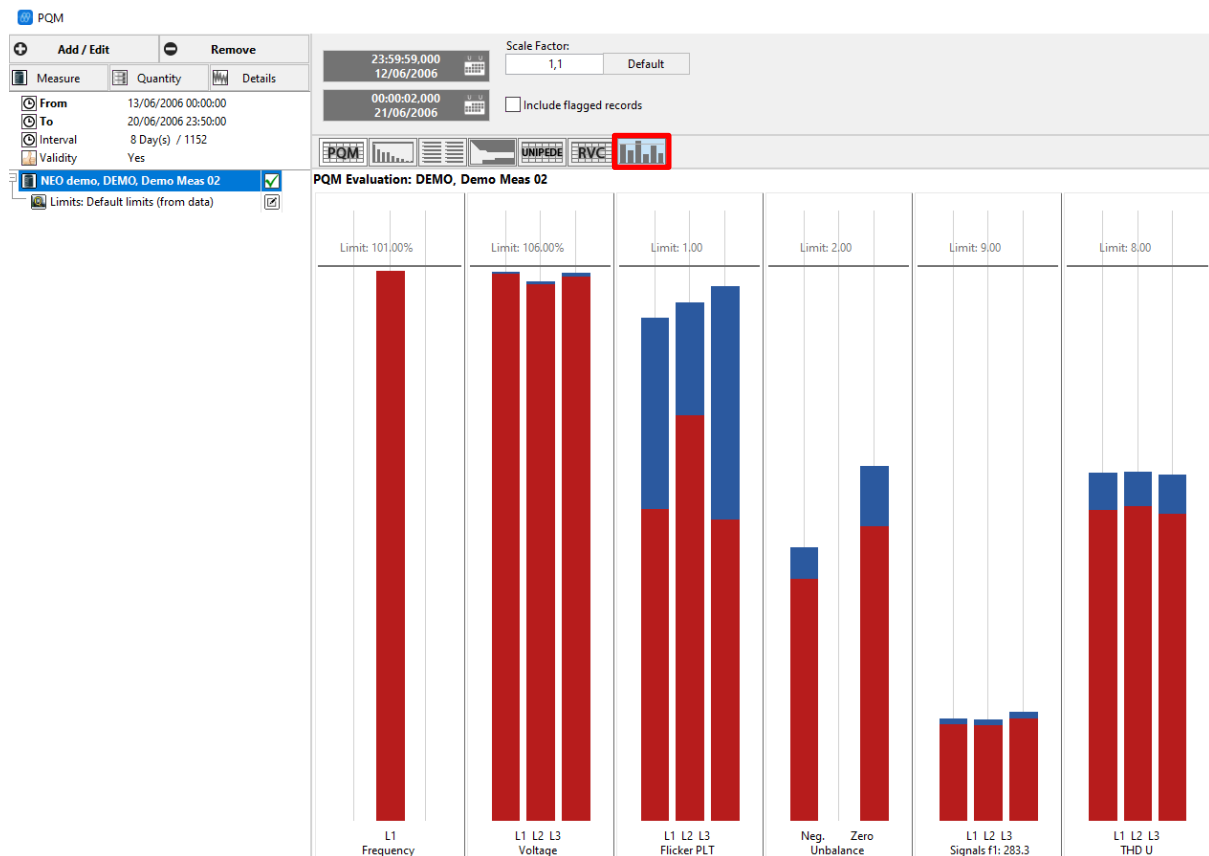 PQM
Add / Edit
Remove
Measure
Quantity
Details
From 13/06/2006 00:00:00
To 20/06/2006 23:50:00
Interval 8 Day(s) / 1152
Validity Yes
NEO demo, DEMO, Demo Meas 02
Limits: Default limits (from data)
23:59:59,000
12/06/2006
00:00:02,000
21/06/2006
Scale Factor:
1,1
Default
Include flagged records
PQM
UNIPEDE
RVC
PQM Evaluation: DEMO, Demo Meas 02
Limit: 101.00%
Limit: 106.00%
Limit: 1.00
Limit: 2.00
Limit: 9.00
Limit: 8.00
L1
Frequency
L1 L2 L3
Voltage
L1 L2 L3
Flicker PLT
Neg. Zero
Unbalance
L1 L2 L3
Signals f1: 283.3
L1 L2 L3
THD U